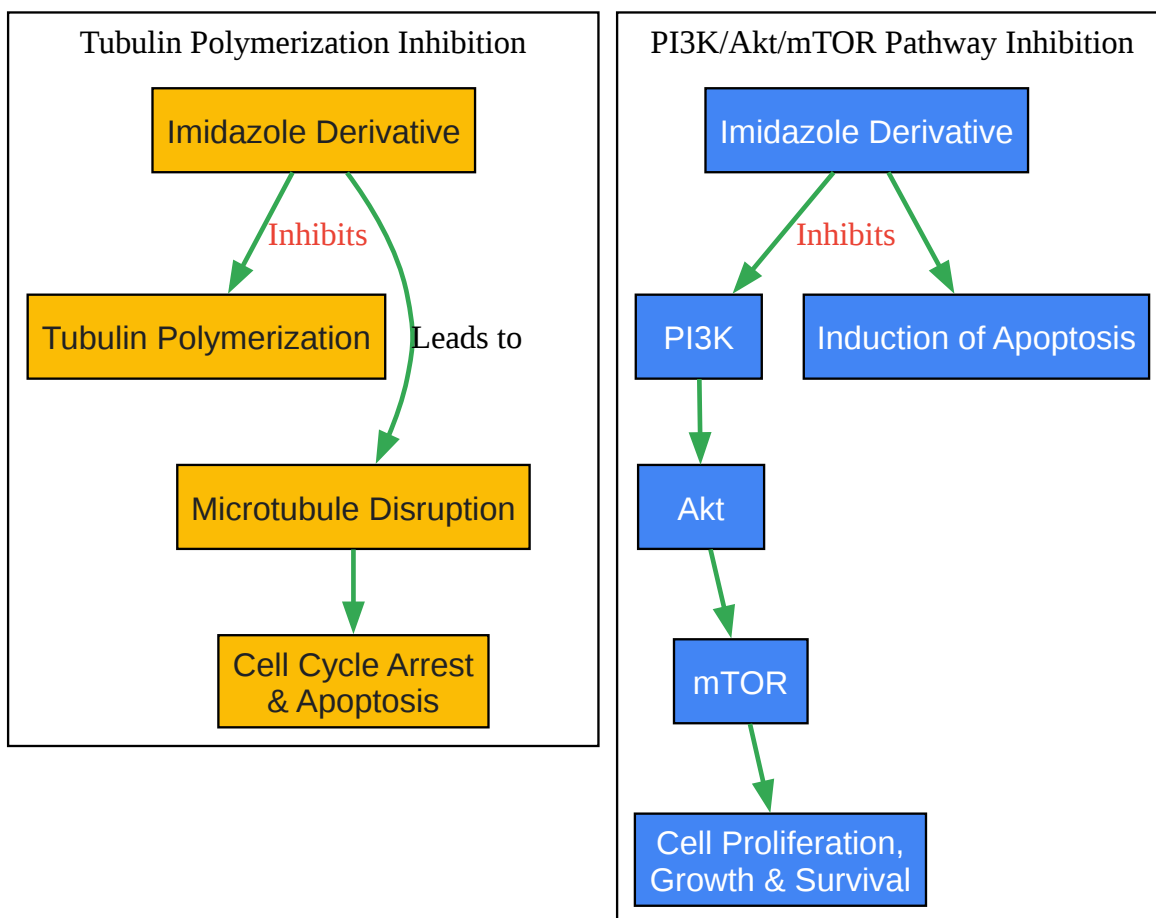 Tubulin Polymerization Inhibition
Imidazole Derivative
Inhibits
Tubulin Polymerization
Leads to
Microtubule Disruption
Cell Cycle Arrest
& Apoptosis
PI3K/Akt/mTOR Pathway Inhibition
Imidazole Derivative
Inhibits
PI3K
Induction of Apoptosis
Akt
mTOR
Cell Proliferation,
Growth & Survival